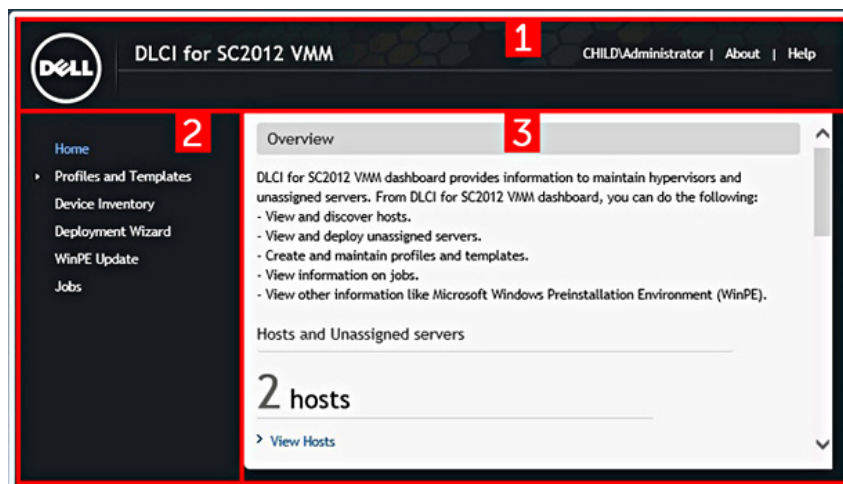 DELL
DLCI for SC2012 VMM
1
CHILD\Administrator | About | Help
2
Home
Profiles and Templates
Device Inventory
Deployment Wizard
WinPE Update
Jobs
3
Overview
DLCI for SC2012 VMM dashboard provides information to maintain hypervisors and
unassigned servers. From DLCI for SC2012 VMM dashboard, you can do the following:
- View and discover hosts.
- View and deploy unassigned servers.
- Create and maintain profiles and templates.
- View information on jobs.
- View other information like Microsoft Windows Preinstallation Environment (WinPE).
Hosts and Unassigned servers
2 hosts
View Hosts